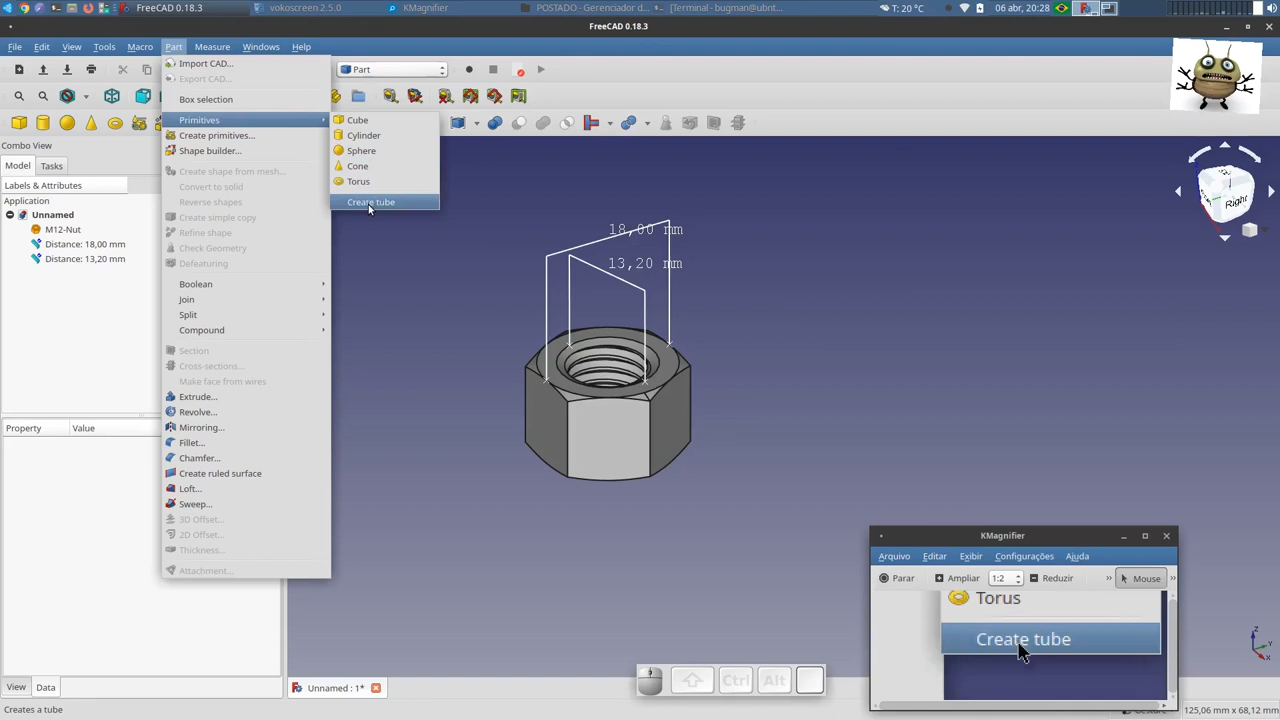 FreeCAD 0.18.3
vokoscreen 2.5.0
KMagnifier
POSTADO - Gerenciador de ...
[Terminal - bugman@ubnt...
T: 20 °C
06 abr, 20:28
FreeCAD 0.18.3
File Edit View Tools Macro Part Measure Windows Help
Import CAD...
Export CAD...
Box selection
Primitives
Create primitives...
Shape builder...
Create shape from mesh...
Convert to solid
Reverse shapes
Create simple copy
Refine shape
Check Geometry
Defeaturing
Boolean
Join
Split
Compound
Section
Cross-sections...
Make face from wires
Extrude...
Revolve...
Mirroring...
Fillet...
Chamfer...
Create ruled surface
Loft...
Sweep...
3D Offset...
2D Offset...
Thickness...
Attachment...
Part
Cube
Cylinder
Sphere
Cone
Torus
Create tube
Combo View
Model Tasks
Labels & Attributes
Application
Unnamed
M12-Nut
Distance: 18,00 mm
Distance: 13,20 mm
Property Value
View Data
18,00 mm
13,20 mm
Right
Z
X
KMagnifier
Arquivo Editar Exibir Configurações Ajuda
Parar Ampliar 1:2 Reduzir >> Mouse >>
Torus
Create tube
Ctrl Alt
Unnamed : 1*
Creates a tube
125,06 mm x 68,12 mm